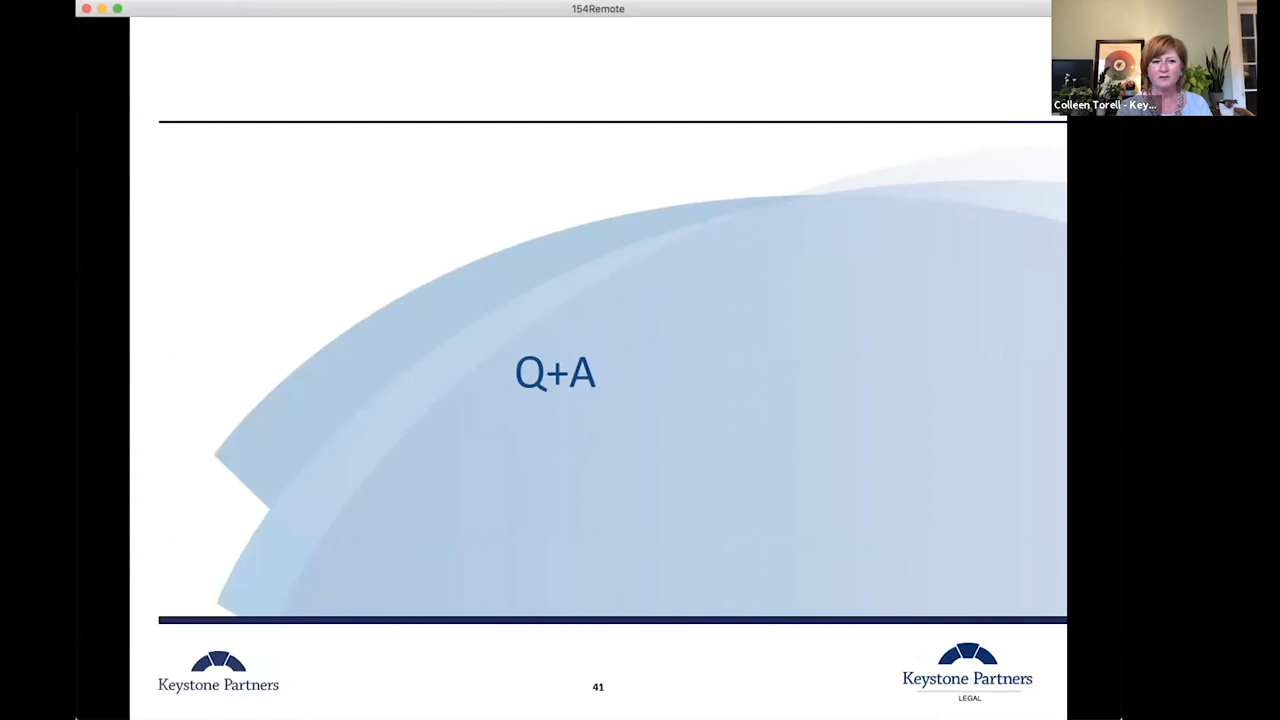 154Remote
Colleen Torell - Key...
Q+A
Keystone Partners
41
Keystone Partners
LEGAL